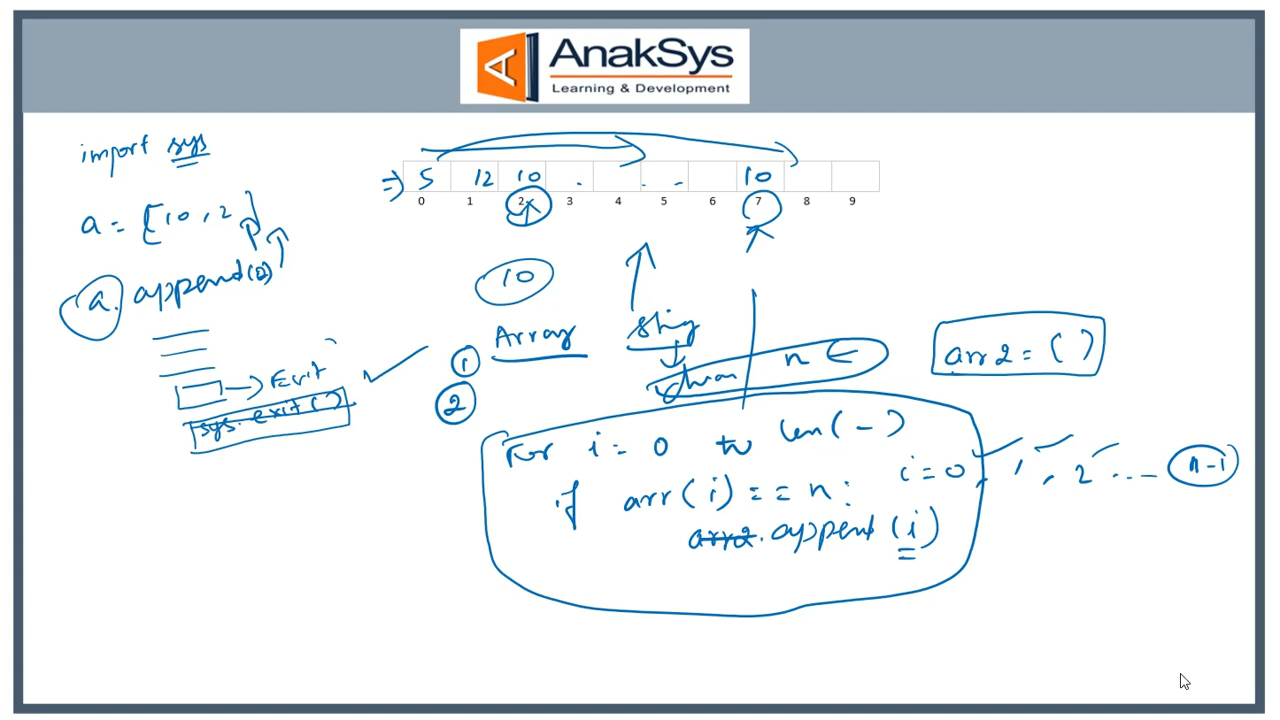 AnakSys
Learning & Development
import sys
a = [10, 2]
a. append(2)
Exit
sys. exit()
5 12 10 . . - 10
0 1 2 3 4 5 6 7 8 9
10
① Array String
②
n
arr2 = ( )
For i = 0 to len( - )
i = 0, 1, 2 ... n-1
if arr(i) == n:
arr2. append (i)